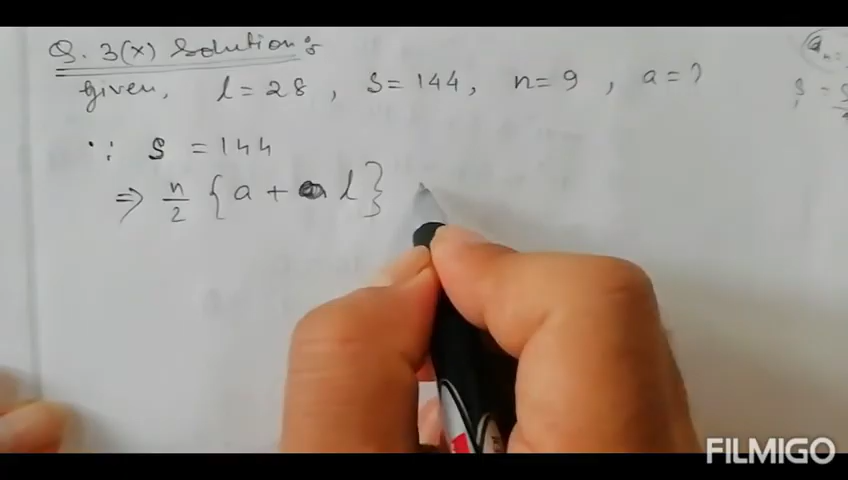 Q. 3(x) Solution :
given, l = 28 , S = 144 , n = 9 , a = ?
∵ S = 144
⇒ n/2 { a + l }
FILMIGO